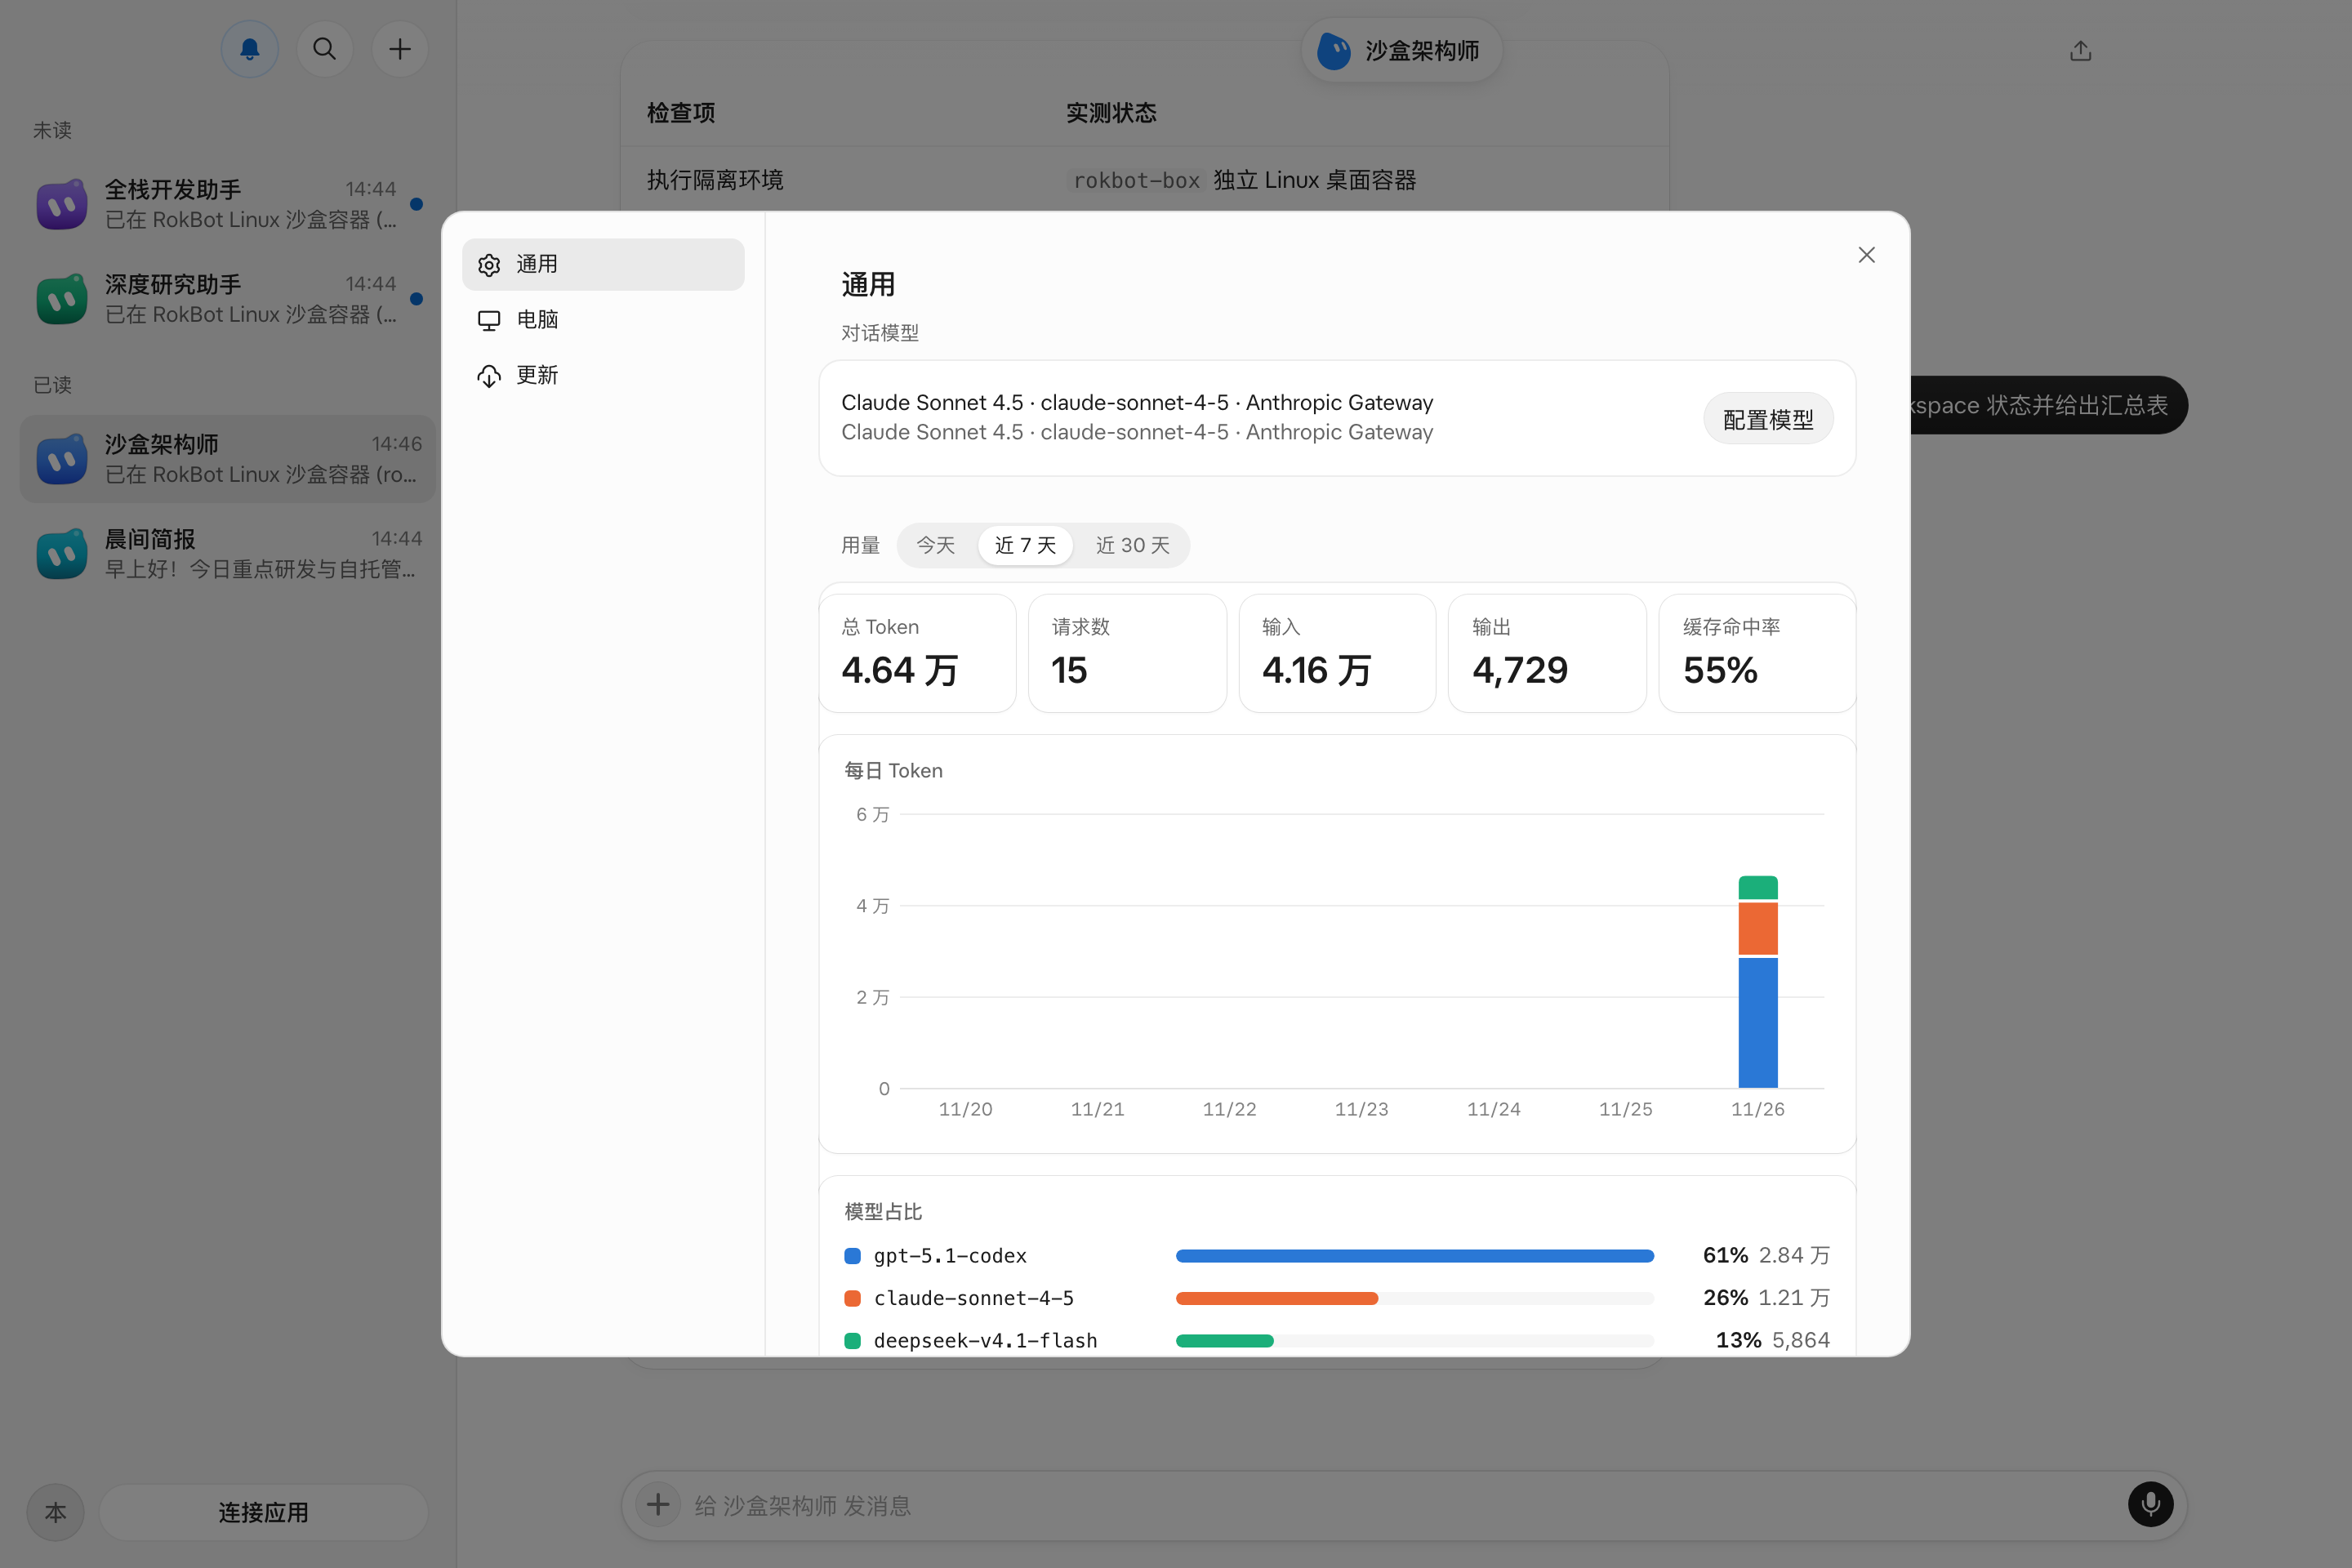 未读
全栈开发助手
14:44
已在 RokBot Linux 沙盒容器 (...
深度研究助手
14:44
已在 RokBot Linux 沙盒容器 (...
已读
沙盒架构师
14:46
已在 RokBot Linux 沙盒容器 (ro...
晨间简报
14:44
早上好！今日重点研发与自托管...
本
连接应用
沙盒架构师
检查项
实测状态
执行隔离环境
rokbot-box 独立 Linux 桌面容器
kspace 状态并给出汇总表
通用
电脑
更新
通用
对话模型
Claude Sonnet 4.5 · claude-sonnet-4-5 · Anthropic Gateway
Claude Sonnet 4.5 · claude-sonnet-4-5 · Anthropic Gateway
配置模型
用量
今天
近 7 天
近 30 天
总 Token
4.64 万
请求数
15
输入
4.16 万
输出
4,729
缓存命中率
55%
每日 Token
6 万
4 万
2 万
0
11/20
11/21
11/22
11/23
11/24
11/25
11/26
模型占比
gpt-5.1-codex
61% 2.84 万
claude-sonnet-4-5
26% 1.21 万
deepseek-v4.1-flash
13% 5,864
给 沙盒架构师 发消息